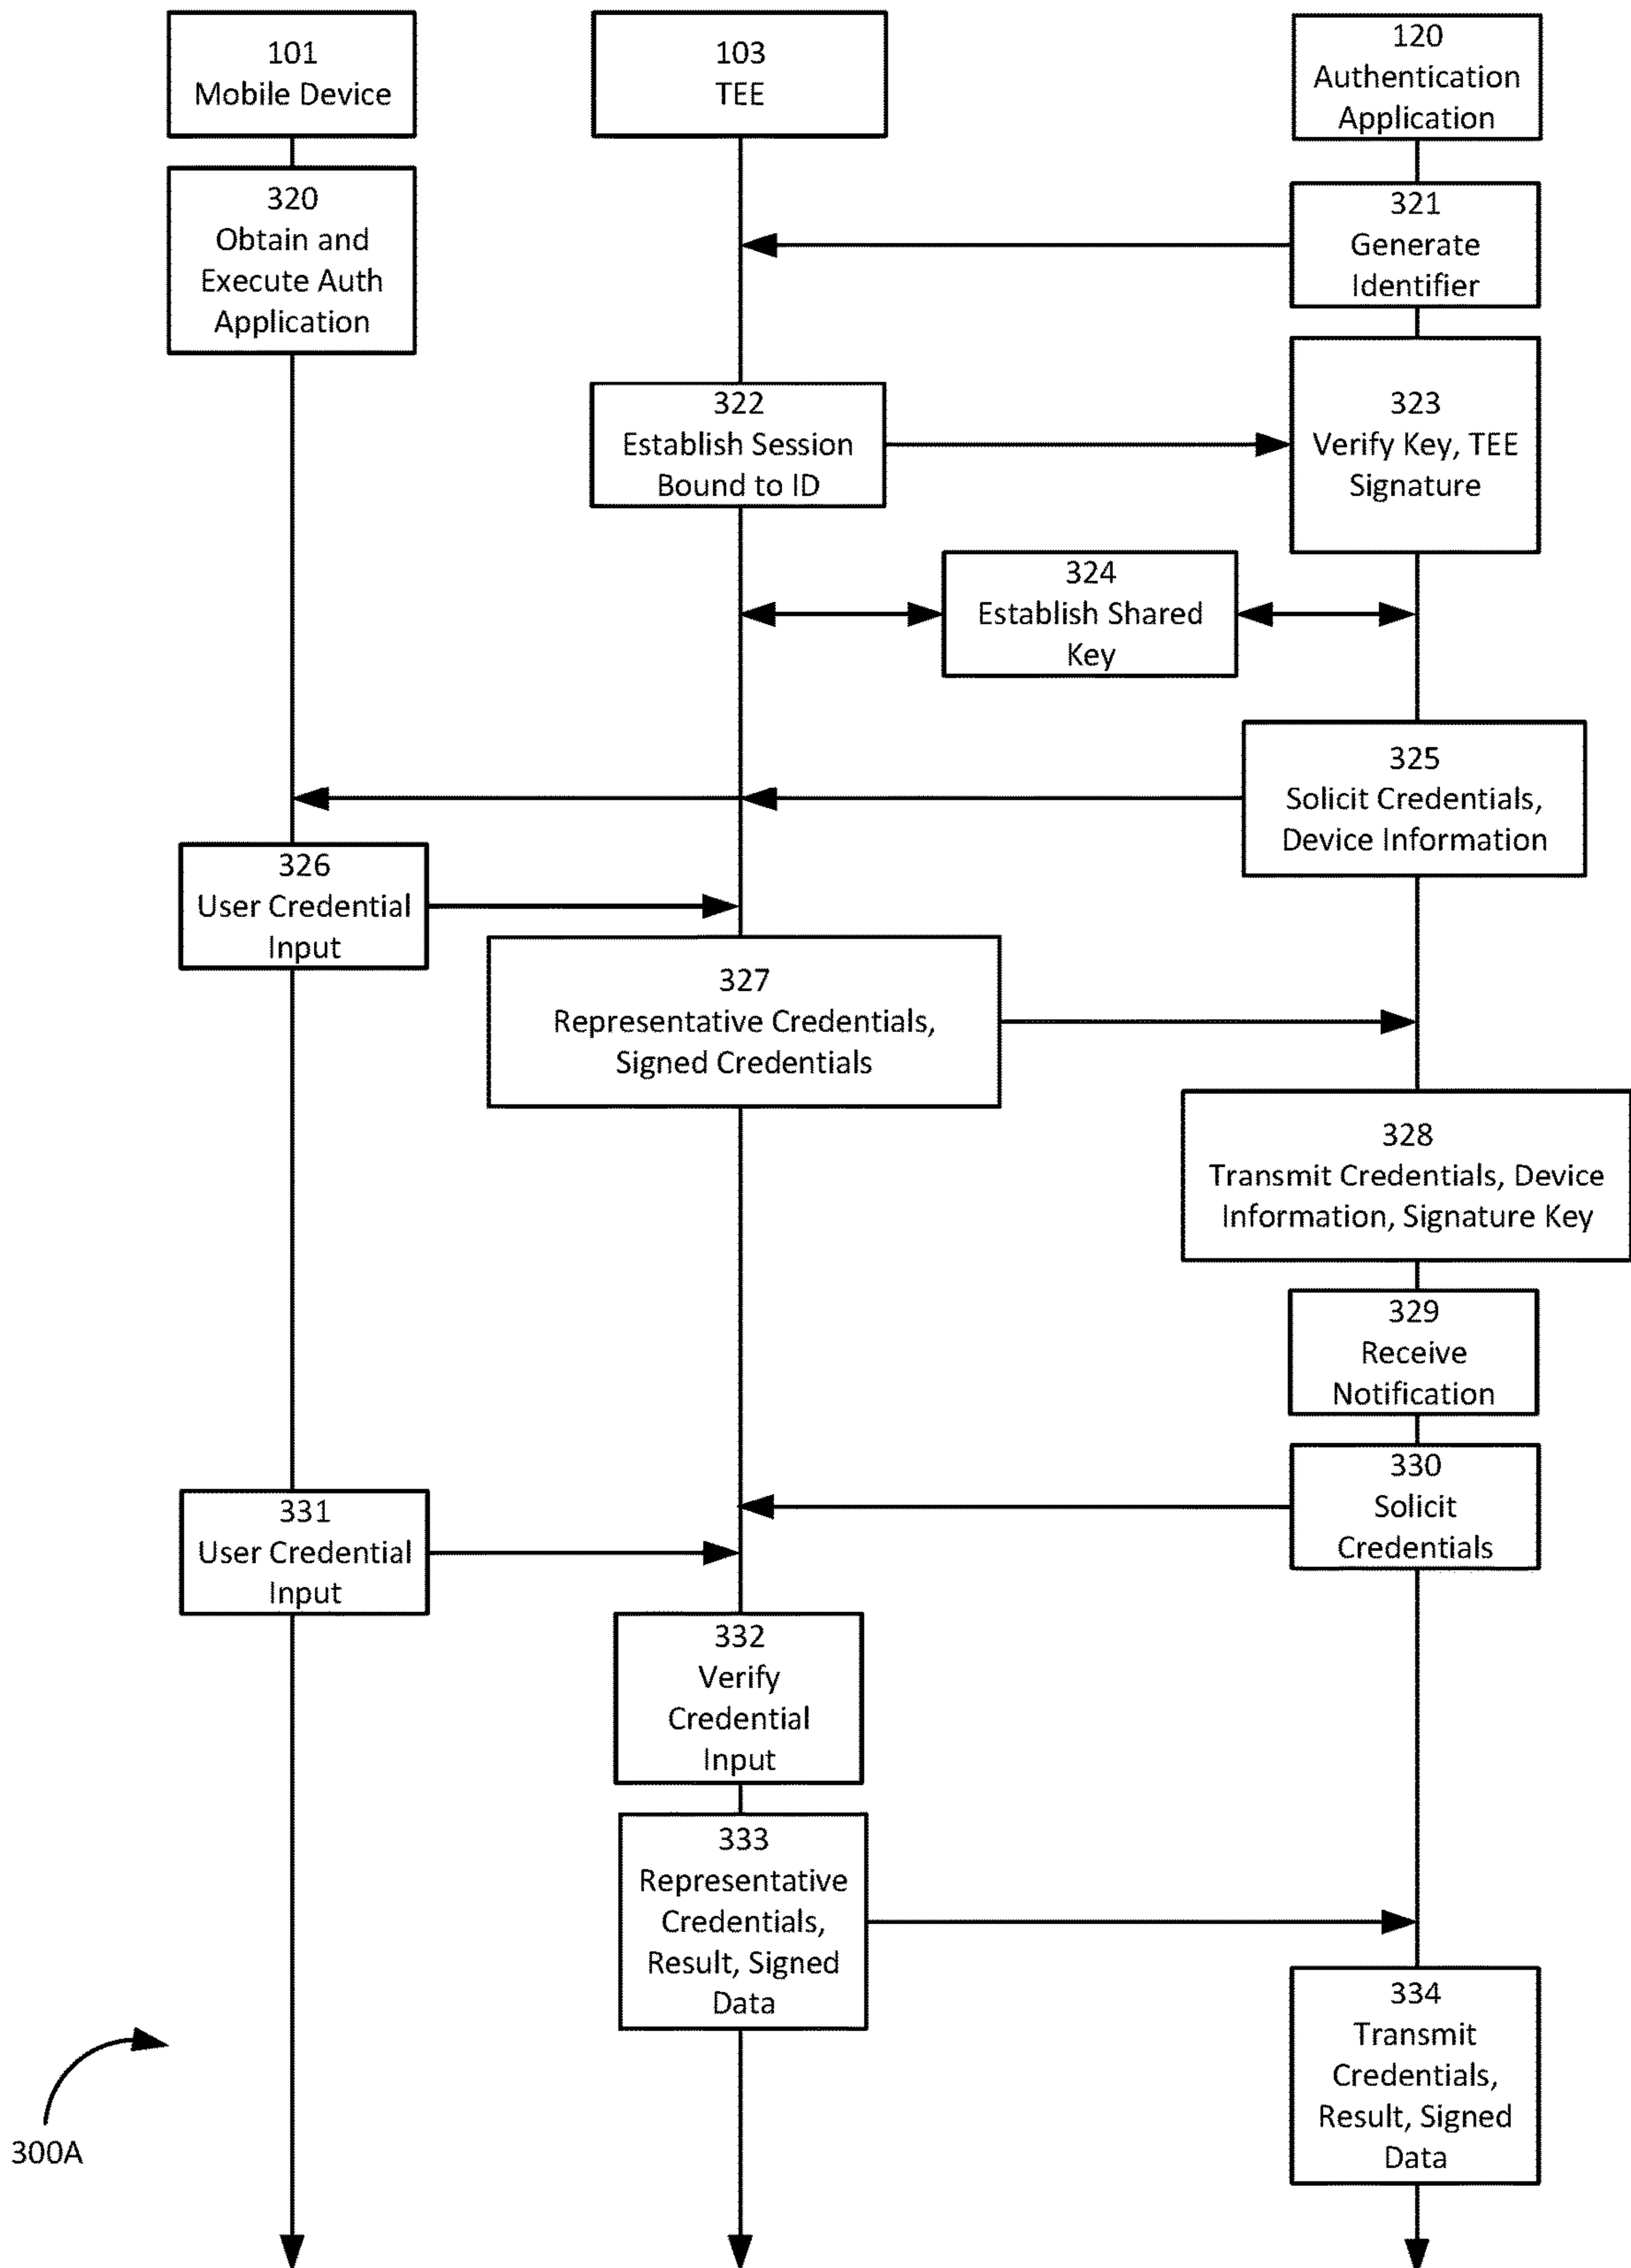 101
Mobile Device
103
TEE
120
Authentication
Application
320
Obtain and
Execute Auth
Application
321
Generate
Identifier
322
Establish Session
Bound to ID
323
Verify Key, TEE
Signature
324
Establish Shared
Key
325
Solicit Credentials,
Device Information
326
User Credential
Input
327
Representative Credentials,
Signed Credentials
328
Transmit Credentials, Device
Information, Signature Key
329
Receive
Notification
330
Solicit
Credentials
331
User Credential
Input
332
Verify
Credential
Input
333
Representative
Credentials,
Result, Signed
Data
334
Transmit
Credentials,
Result, Signed
Data
300A